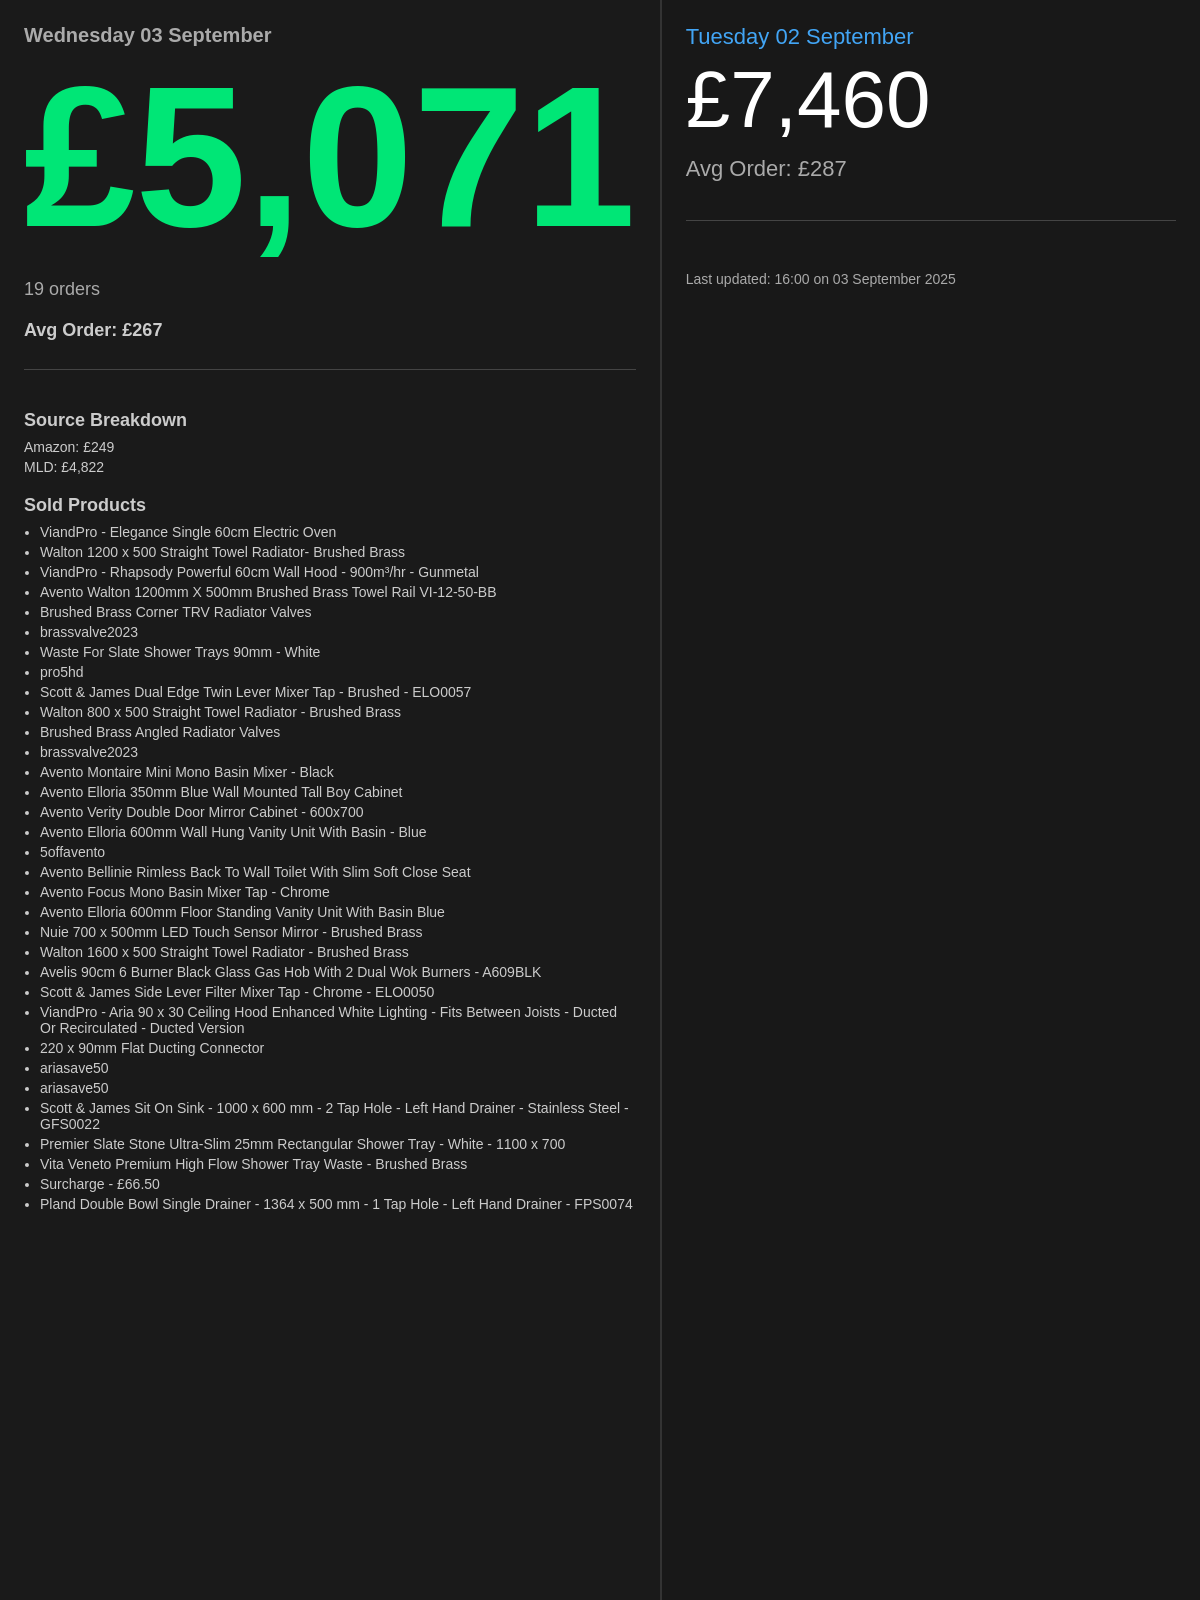 Wednesday 03 September
£5,071
19 orders
Avg Order: £267
Source Breakdown
Amazon: £249
MLD: £4,822
Sold Products
• ViandPro - Elegance Single 60cm Electric Oven
• Walton 1200 x 500 Straight Towel Radiator- Brushed Brass
• ViandPro - Rhapsody Powerful 60cm Wall Hood - 900m³/hr - Gunmetal
• Avento Walton 1200mm X 500mm Brushed Brass Towel Rail VI-12-50-BB
• Brushed Brass Corner TRV Radiator Valves
• brassvalve2023
• Waste For Slate Shower Trays 90mm - White
• pro5hd
• Scott & James Dual Edge Twin Lever Mixer Tap - Brushed - ELO0057
• Walton 800 x 500 Straight Towel Radiator - Brushed Brass
• Brushed Brass Angled Radiator Valves
• brassvalve2023
• Avento Montaire Mini Mono Basin Mixer - Black
• Avento Elloria 350mm Blue Wall Mounted Tall Boy Cabinet
• Avento Verity Double Door Mirror Cabinet - 600x700
• Avento Elloria 600mm Wall Hung Vanity Unit With Basin - Blue
• 5offavento
• Avento Bellinie Rimless Back To Wall Toilet With Slim Soft Close Seat
• Avento Focus Mono Basin Mixer Tap - Chrome
• Avento Elloria 600mm Floor Standing Vanity Unit With Basin Blue
• Nuie 700 x 500mm LED Touch Sensor Mirror - Brushed Brass
• Walton 1600 x 500 Straight Towel Radiator - Brushed Brass
• Avelis 90cm 6 Burner Black Glass Gas Hob With 2 Dual Wok Burners - A609BLK
• Scott & James Side Lever Filter Mixer Tap - Chrome - ELO0050
• ViandPro - Aria 90 x 30 Ceiling Hood Enhanced White Lighting - Fits Between Joists - Ducted
Or Recirculated - Ducted Version
• 220 x 90mm Flat Ducting Connector
• ariasave50
• ariasave50
• Scott & James Sit On Sink - 1000 x 600 mm - 2 Tap Hole - Left Hand Drainer - Stainless Steel -
GFS0022
• Premier Slate Stone Ultra-Slim 25mm Rectangular Shower Tray - White - 1100 x 700
• Vita Veneto Premium High Flow Shower Tray Waste - Brushed Brass
• Surcharge - £66.50
• Pland Double Bowl Single Drainer - 1364 x 500 mm - 1 Tap Hole - Left Hand Drainer - FPS0074
Tuesday 02 September
£7,460
Avg Order: £287
Last updated: 16:00 on 03 September 2025